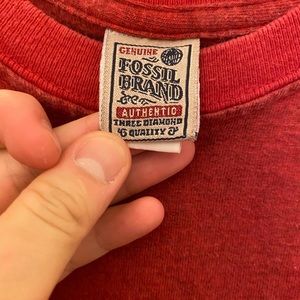 GENUINE
FOSSIL
BRAND
AUTHENTIC
THREE DIAMOND
QUALITY